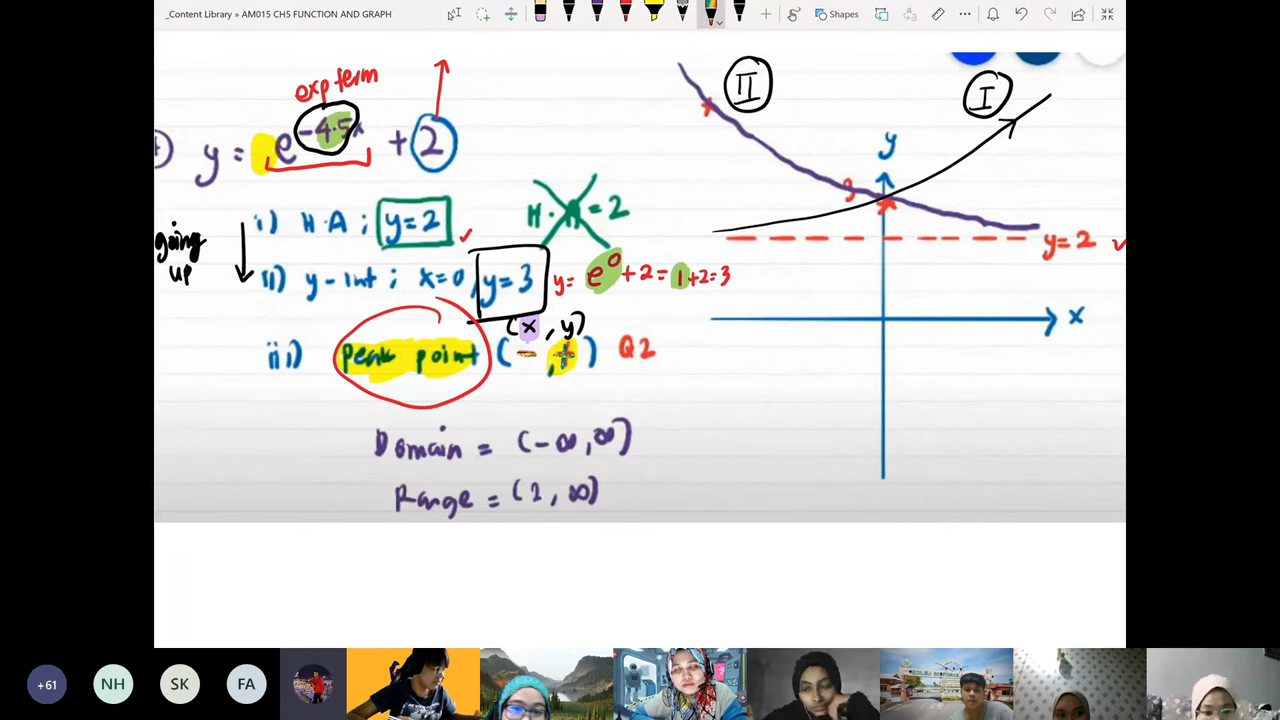 _Content Library » AM015 CH5 FUNCTION AND GRAPH
Shapes
exp term
y = e^-4.5x + 2
i) H.A ; y=2
H.A = 2
going up
ii) y-int ; x=0, y=3
y = e^0 + 2 = 1+2=3
(x, y)
iii) Peak point (-, +) Q2
Domain = (-∞, ∞)
Range = (2, ∞)
II
I
y
3
y=2
x
+61
NH
SK
FA